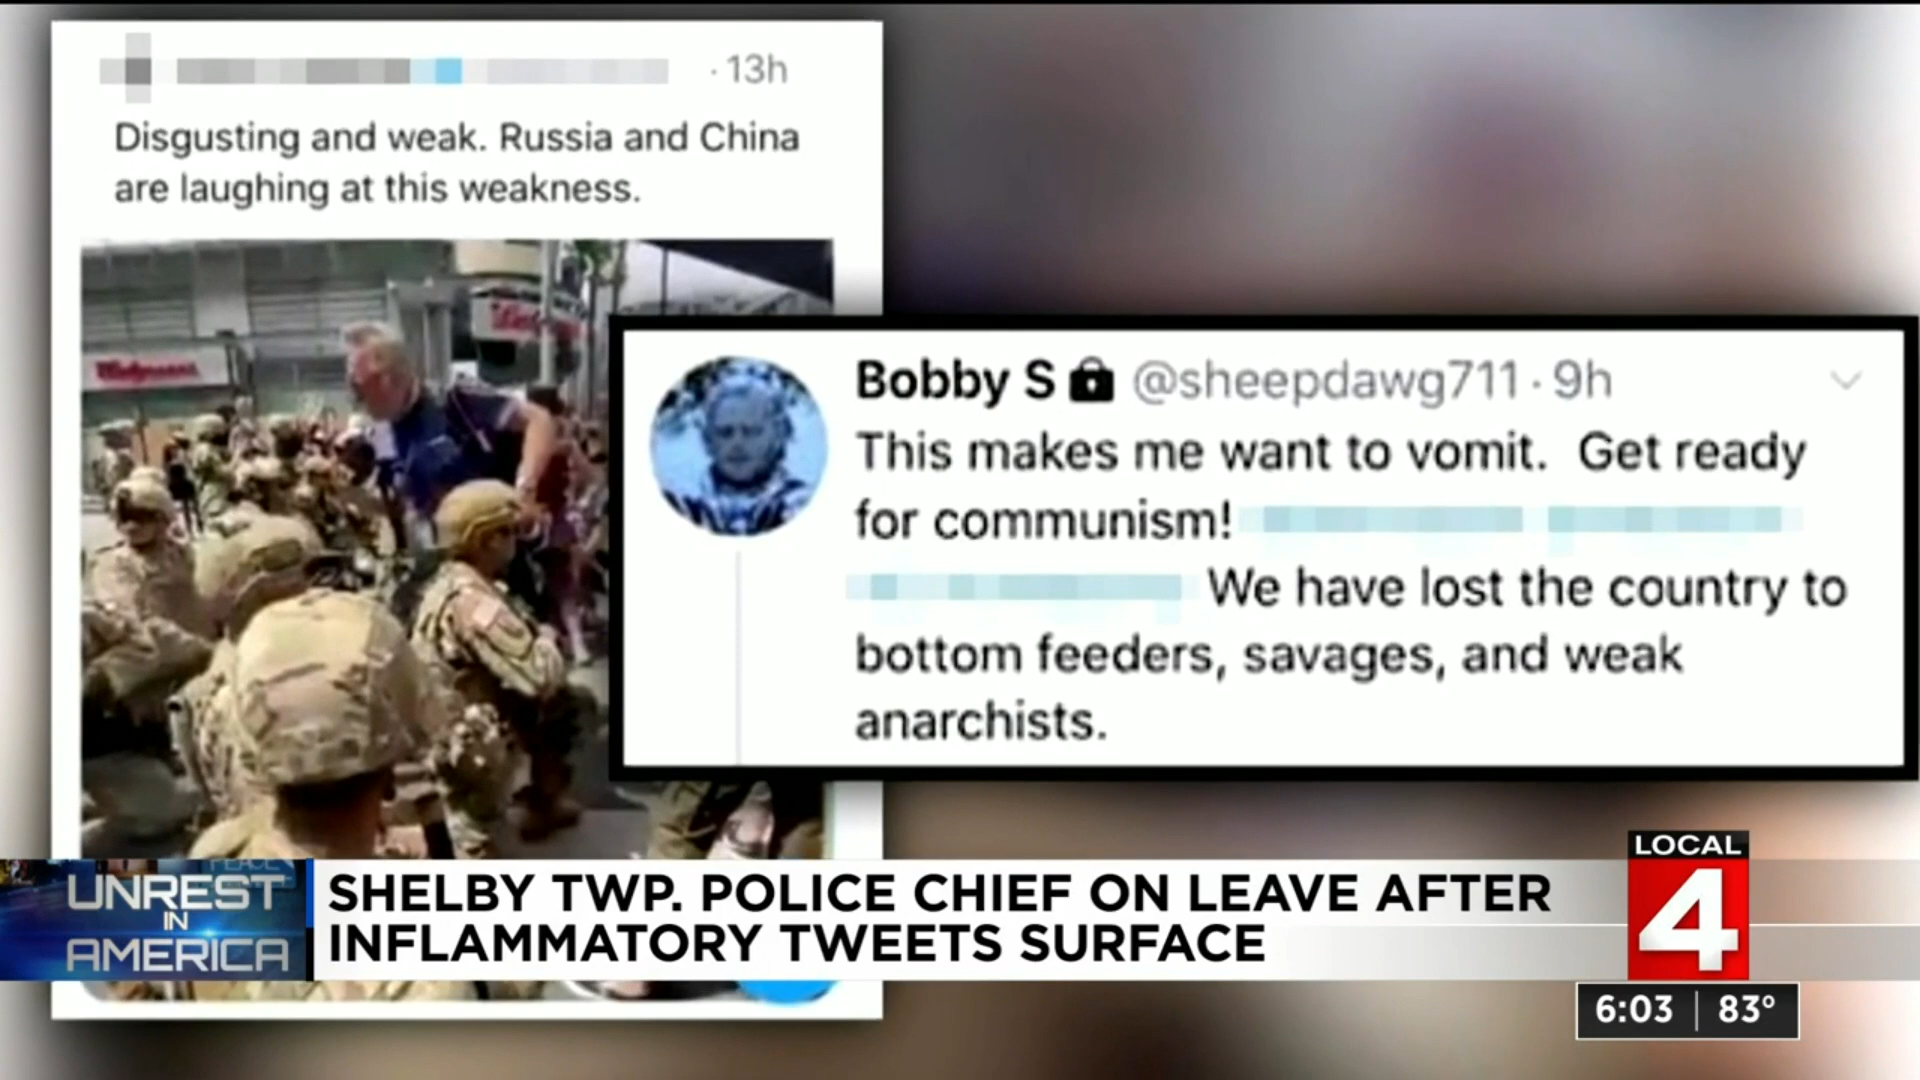 · 13h
Disgusting and weak. Russia and China
are laughing at this weakness.
Walgreens
Bobby S @sheepdawg711 · 9h
This makes me want to vomit. Get ready
for communism!
We have lost the country to
bottom feeders, savages, and weak
anarchists.
UNREST
IN
AMERICA
SHELBY TWP. POLICE CHIEF ON LEAVE AFTER
INFLAMMATORY TWEETS SURFACE
LOCAL
4
6:03 | 83°